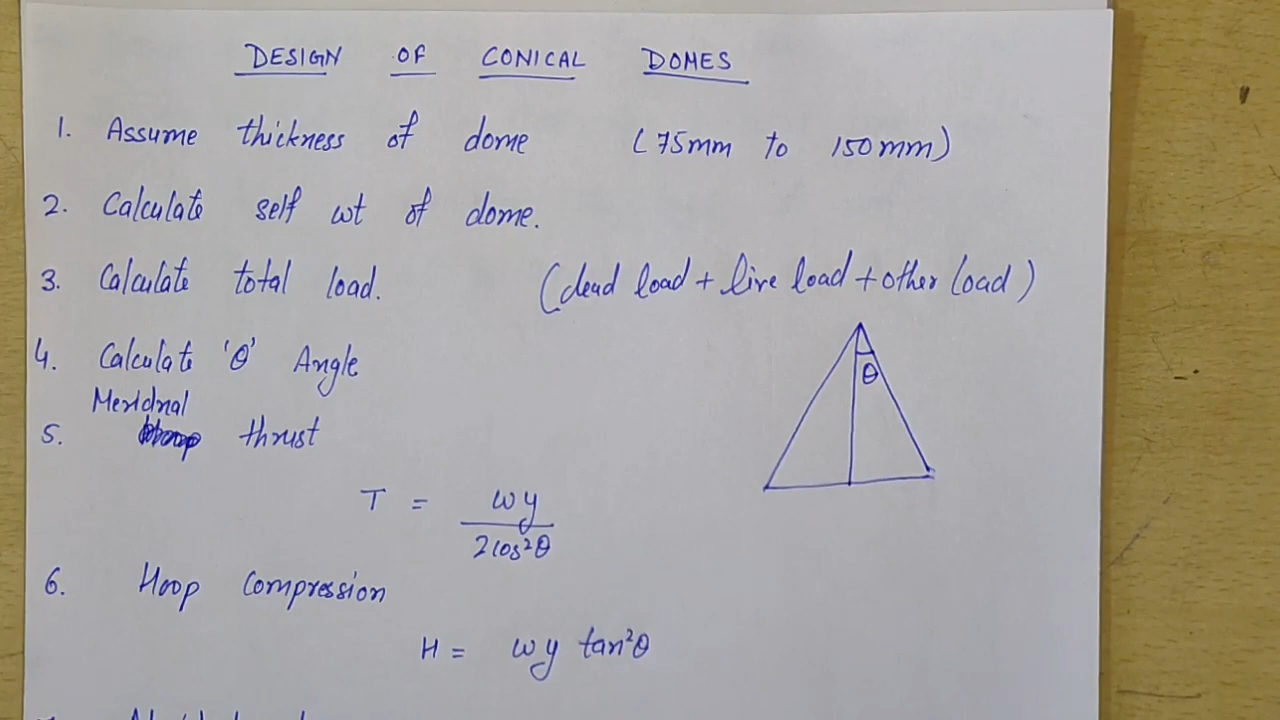 DESIGN OF CONICAL DOMES
1. Assume thickness of dome (75mm to 150mm)
2. Calculate self wt of dome.
3. Calculate total load. (dead load + live load + other load)
4. Calculate 'θ' Angle
θ
Meridnal
5. thrust
T = wy / 2cos²θ
6. Hoop Compression
H = wy tan²θ